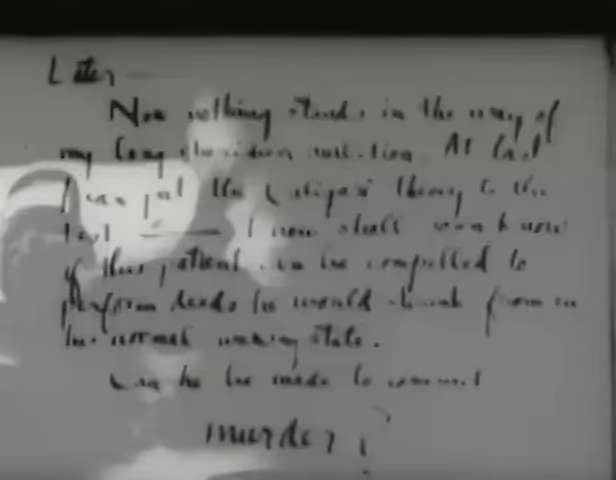 Later —
Now nothing stands in the way of
my long cherished ambition. At last
I can put the Caligari theory to the
test ——— I now shall soon know
if this patient can be compelled to
perform deeds he would shrink from in
his normal waking state.
Can he be made to commit
murder?